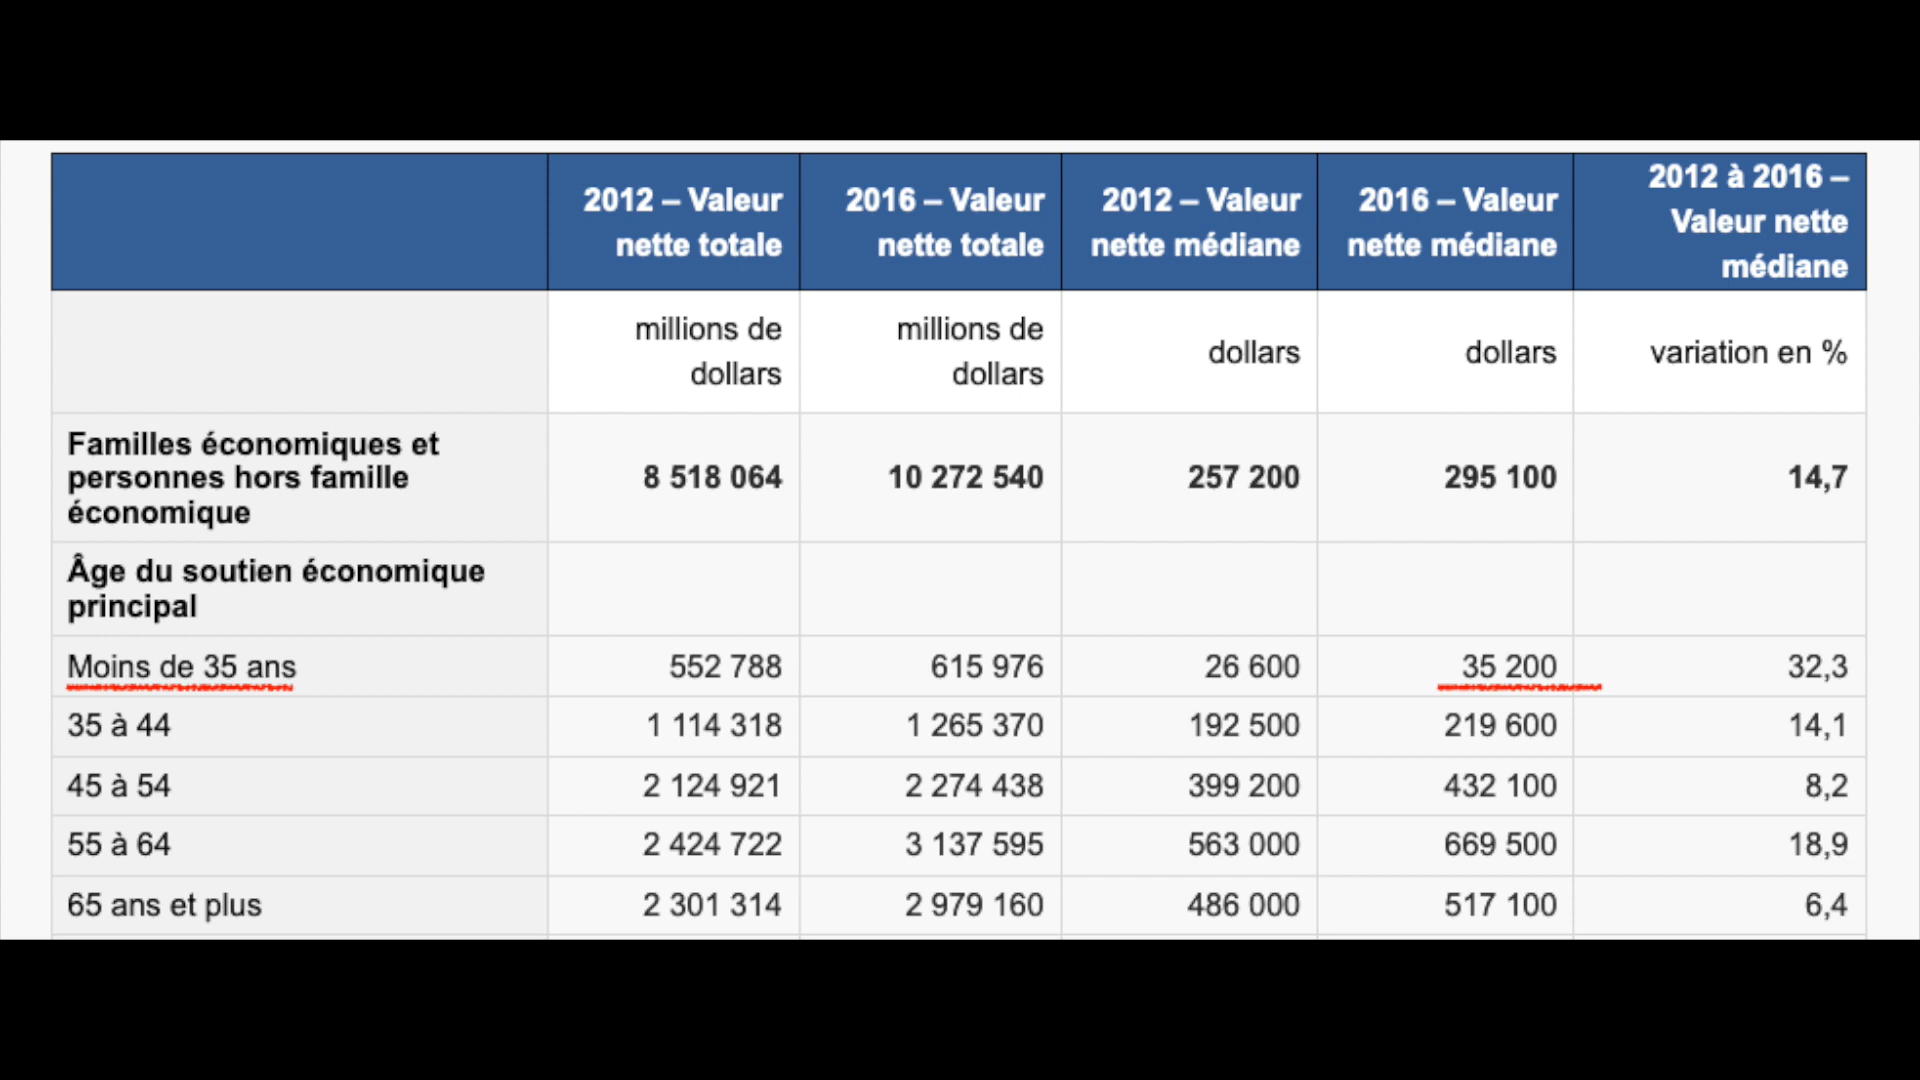 2012 – Valeur
nette totale
2016 – Valeur
nette totale
2012 – Valeur
nette médiane
2016 – Valeur
nette médiane
2012 à 2016 –
Valeur nette
médiane
millions de
dollars
millions de
dollars
dollars
dollars
variation en %
Familles économiques et
personnes hors famille
économique
8 518 064
10 272 540
257 200
295 100
14,7
Âge du soutien économique
principal
Moins de 35 ans
552 788
615 976
26 600
35 200
32,3
35 à 44
1 114 318
1 265 370
192 500
219 600
14,1
45 à 54
2 124 921
2 274 438
399 200
432 100
8,2
55 à 64
2 424 722
3 137 595
563 000
669 500
18,9
65 ans et plus
2 301 314
2 979 160
486 000
517 100
6,4